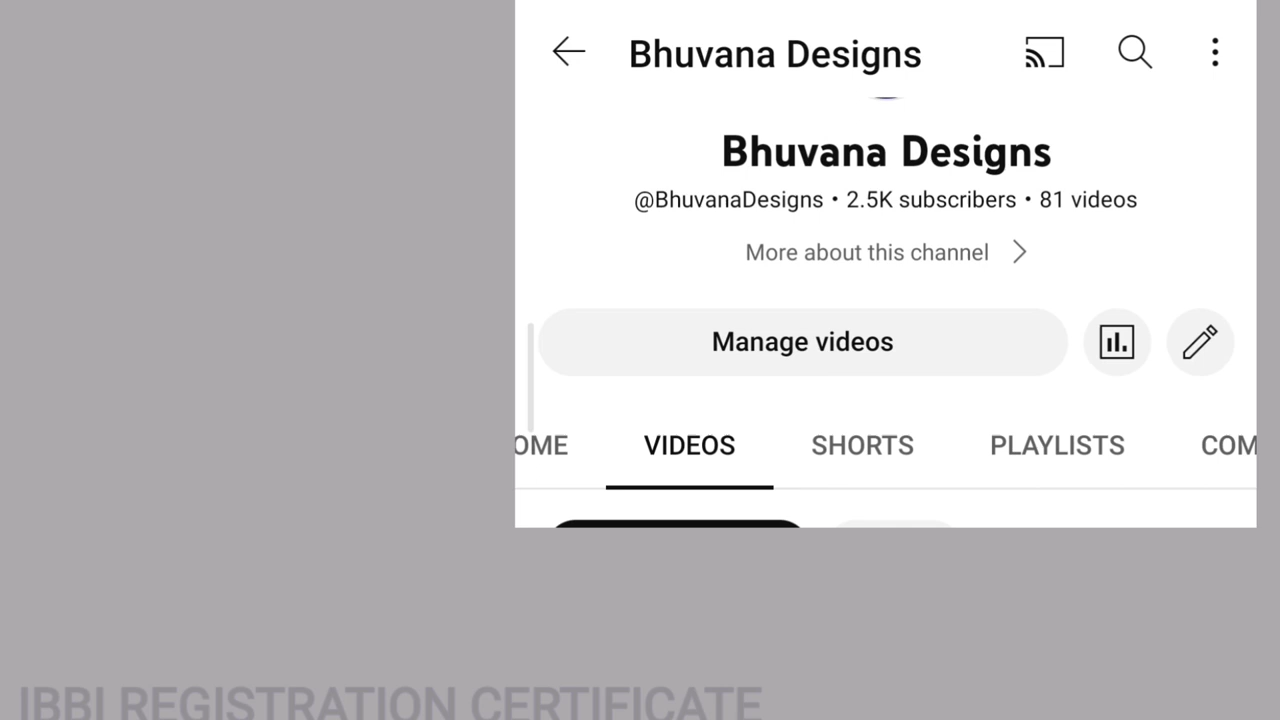 Bhuvana Designs
Bhuvana Designs
@BhuvanaDesigns • 2.5K subscribers • 81 videos
More about this channel
Manage videos
OME VIDEOS SHORTS PLAYLISTS COM
IBBI REGISTRATION CERTIFICATE